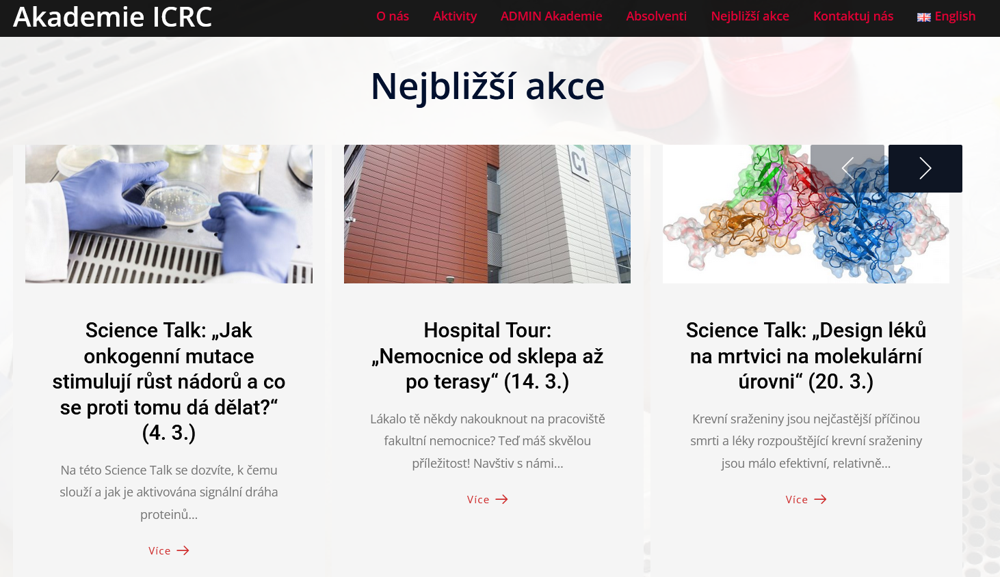 Akademie ICRC
O nás
Aktivity
ADMIN Akademie
Absolventi
Nejbližší akce
Kontaktuj nás
English
Nejbližší akce
C1
Science Talk: „Jak
onkogenní mutace
stimulují růst nádorů a co
se proti tomu dá dělat?“
(4. 3.)
Na této Science Talk se dozvíte, k čemu
slouží a jak je aktivována signální dráha
proteinů...
Více
Hospital Tour:
„Nemocnice od sklepa až
po terasy“ (14. 3.)
Lákalo tě někdy nakouknout na pracoviště
fakultní nemocnice? Teď máš skvělou
příležitost! Navštiv s námi...
Více
Science Talk: „Design léků
na mrtvici na molekulární
úrovni“ (20. 3.)
Krevní sraženiny jsou nejčastější příčinou
smrti a léky rozpouštějící krevní sraženiny
jsou málo efektivní, relativně...
Více